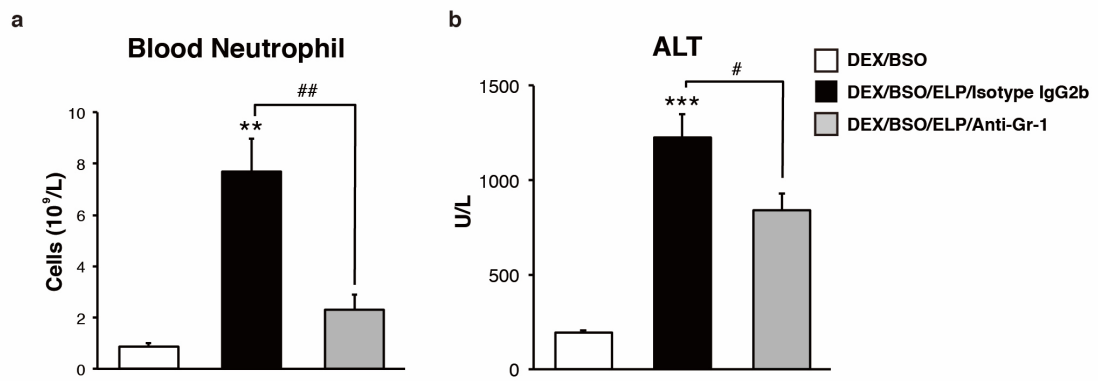 a
Blood Neutrophil
##
**
10
8
6
4
2
0
Cells (10⁹/L)
b
ALT
#
***
1500
1000
500
0
U/L
DEX/BSO
DEX/BSO/ELP/Isotype IgG2b
DEX/BSO/ELP/Anti-Gr-1